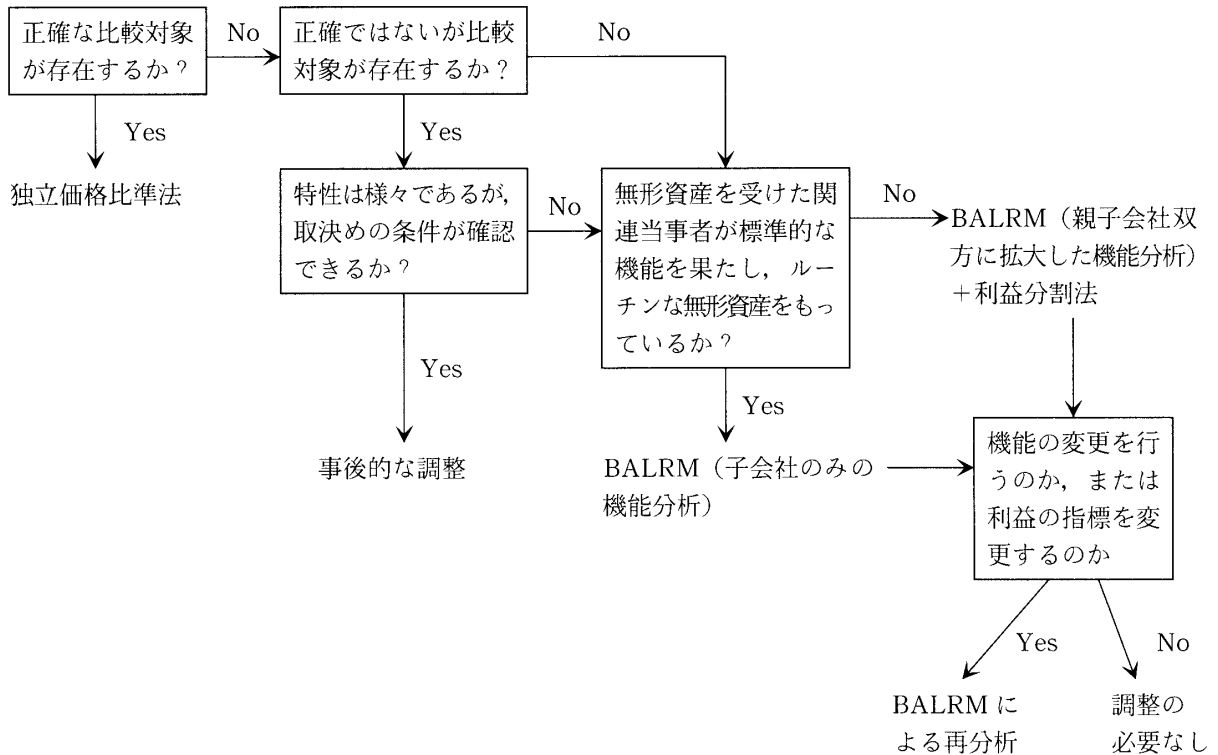 正確な比較対象
が存在するか？
No
正確ではないが比較
対象が存在するか？
No
Yes
独立価格比準法
Yes
特性は様々であるが，
取決めの条件が確認
できるか？
No
無形資産を受けた関
連当事者が標準的な
機能を果たし，ルー
チンな無形資産をもっ
ているか？
No
BALRM（親子会社双
方に拡大した機能分析）
＋利益分割法
Yes
事後的な調整
Yes
BALRM（子会社のみの
機能分析）
機能の変更を行
うのか，または
利益の指標を変
更するのか
Yes
No
BALRM に
よる再分析
調整の
必要なし